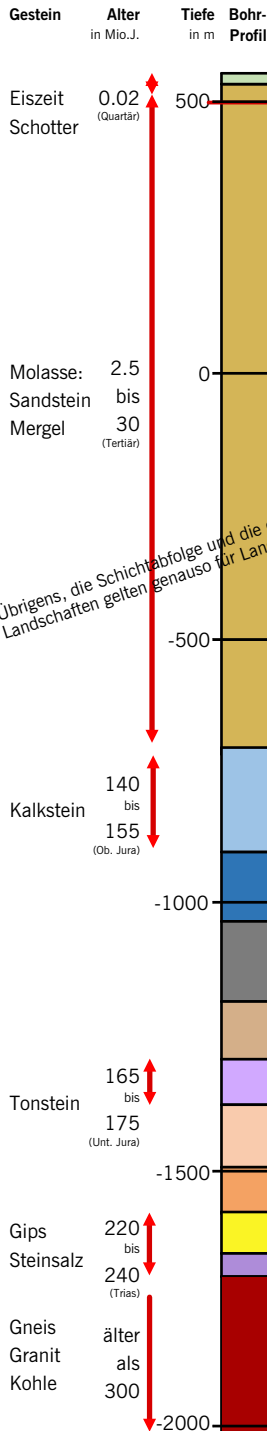 Gestein Alter Tiefe Bohr-
in Mio.J. in m Profil
Eiszeit 0.02 500
(Quartär)
Schotter
Molasse: 2.5 0
Sandstein bis
Mergel 30
(Tertiär)
Übrigens, die Schichtabfolge und die
Landschaften gelten genauso für Lan
-500
140
Kalkstein bis
155
(Ob. Jura)
-1000
165
Tonstein bis
175
(Unt. Jura)
-1500
Gips 220
Steinsalz bis
240
(Trias)
Gneis älter
Granit als
Kohle 300
-2000